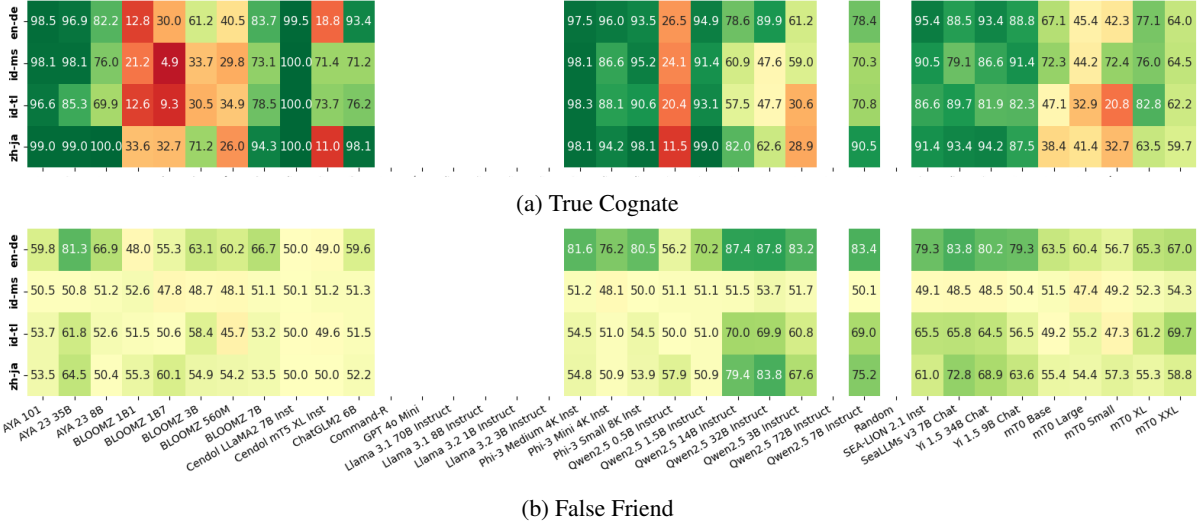 en-de 98.5 96.9 82.2 12.8 30.0 61.2 40.5 83.7 99.5 18.8 93.4 97.5 96.0 93.5 26.5 94.9 78.6 89.9 61.2 78.4 95.4 88.5 93.4 88.8 67.1 45.4 42.3 77.1 64.0
id-ms 98.1 98.1 76.0 21.2 4.9 33.7 29.8 73.1 100.0 71.4 71.2 98.1 86.6 95.2 24.1 91.4 60.9 47.6 59.0 70.3 90.5 79.1 86.6 91.4 72.3 44.2 72.4 76.0 64.5
id-tl 96.6 85.3 69.9 12.6 9.3 30.5 34.9 78.5 100.0 73.7 76.2 98.3 88.1 90.6 20.4 93.1 57.5 47.7 30.6 70.8 86.6 89.7 81.9 82.3 47.1 32.9 20.8 82.8 62.2
zh-ja 99.0 99.0 100.0 33.6 32.7 71.2 26.0 94.3 100.0 11.0 98.1 98.1 94.2 98.1 11.5 99.0 82.0 62.6 28.9 90.5 91.4 93.4 94.2 87.5 38.4 41.4 32.7 63.5 59.7
(a) True Cognate
en-de 59.8 81.3 66.9 48.0 55.3 63.1 60.2 66.7 50.0 49.0 59.6 81.6 76.2 80.5 56.2 70.2 87.4 87.8 83.2 83.4 79.3 83.8 80.2 79.3 63.5 60.4 56.7 65.3 67.0
id-ms 50.5 50.8 51.2 52.6 47.8 48.7 48.1 51.1 50.1 51.2 51.3 51.2 48.1 50.0 51.1 51.1 51.5 53.7 51.7 50.1 49.1 48.5 48.5 50.4 51.5 47.4 49.2 52.3 54.3
id-tl 53.7 61.8 52.6 51.5 50.6 58.4 45.7 53.2 50.0 49.6 51.5 54.5 51.0 54.5 50.0 51.0 70.0 69.9 60.8 69.0 65.5 65.8 64.5 56.5 49.2 55.2 47.3 61.2 69.7
zh-ja 53.5 64.5 50.4 55.3 60.1 54.9 54.2 53.5 50.0 50.0 52.2 54.8 50.9 53.9 57.9 50.9 79.4 83.8 67.6 75.2 61.0 72.8 68.9 63.6 55.4 54.4 57.3 55.3 58.8
AYA 101
AYA 23 35B
AYA 23 8B
BLOOMZ 1B1
BLOOMZ 1B7
BLOOMZ 3B
BLOOMZ 560M
BLOOMZ 7B
Cendol LLaMA2 7B Inst
Cendol mT5 XL Inst
ChatGLM2 6B
Command-R
GPT 4o Mini
Llama 3.1 70B Instruct
Llama 3.1 8B Instruct
Llama 3.2 1B Instruct
Llama 3.2 3B Instruct
Phi-3 Medium 4K Inst
Phi-3 Mini 4K Inst
Phi-3 Small 8K Inst
Qwen2.5 0.5B Instruct
Qwen2.5 1.5B Instruct
Qwen2.5 14B Instruct
Qwen2.5 32B Instruct
Qwen2.5 3B Instruct
Qwen2.5 72B Instruct
Qwen2.5 7B Instruct
Random
SEA-LION 2.1 Inst
SeaLLMs v3 7B Chat
Yi 1.5 34B Chat
Yi 1.5 9B Chat
mT0 Base
mT0 Large
mT0 Small
mT0 XL
mT0 XXL
(b) False Friend